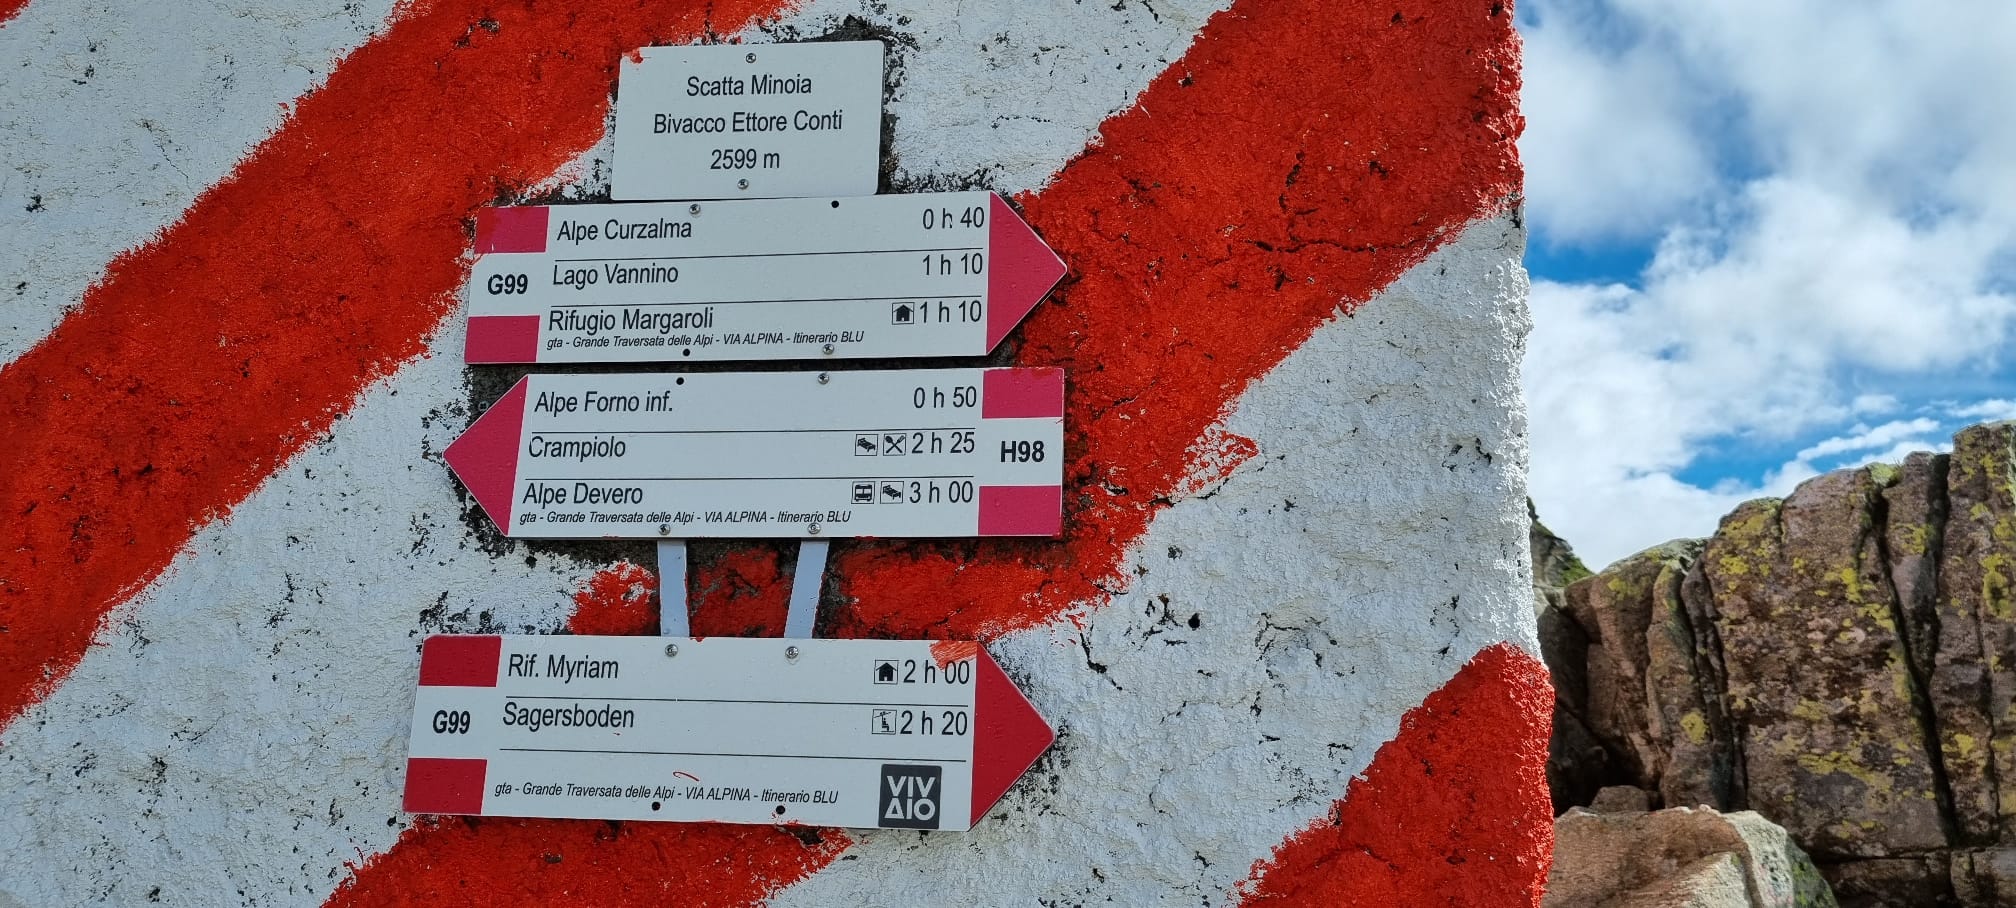 Scatta Minoia
Bivacco Ettore Conti
2599 m
G99
Alpe Curzalma 0 h 40
Lago Vannino 1 h 10
Rifugio Margaroli 1 h 10
gta - Grande Traversata delle Alpi - VIA ALPINA - Itinerario BLU
Alpe Forno inf. 0 h 50
Crampiolo 2 h 25
H98
Alpe Devero 3 h 00
gta - Grande Traversata delle Alpi - VIA ALPINA - Itinerario BLU
Rif. Myriam 2 h 00
G99
Sagersboden 2 h 20
gta - Grande Traversata delle Alpi - VIA ALPINA - Itinerario BLU
VIV
AIO